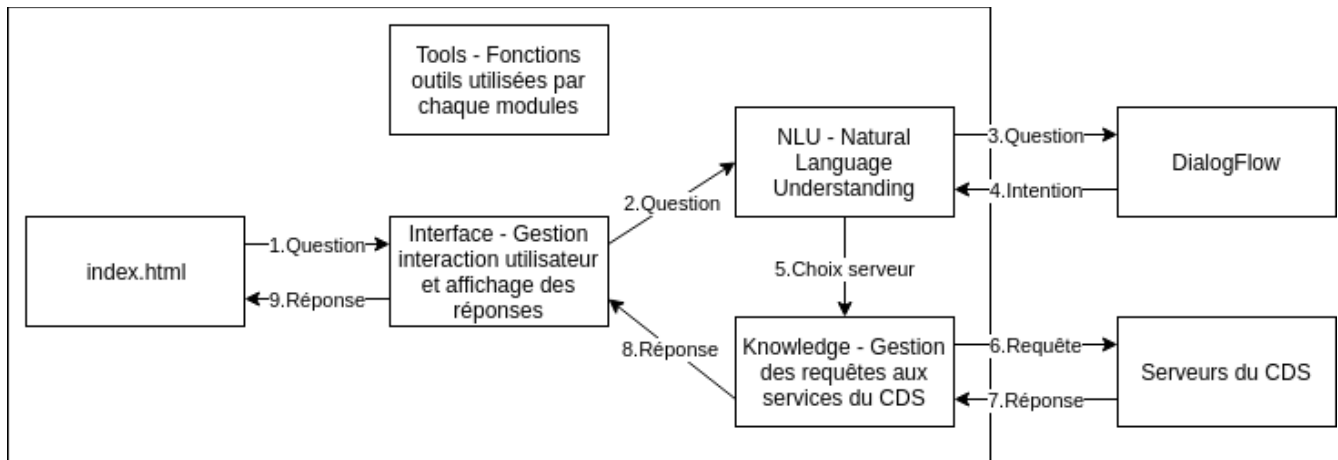 Tools - Fonctions
outils utilisées par
chaque modules
NLU - Natural
Language
Understanding
3.Question
4.Intention
DialogFlow
2.Question
index.html
1.Question
9.Réponse
Interface - Gestion
interaction utilisateur
et affichage des
réponses
5.Choix serveur
8.Réponse
Knowledge - Gestion
des requêtes aux
services du CDS
6.Requête
7.Réponse
Serveurs du CDS